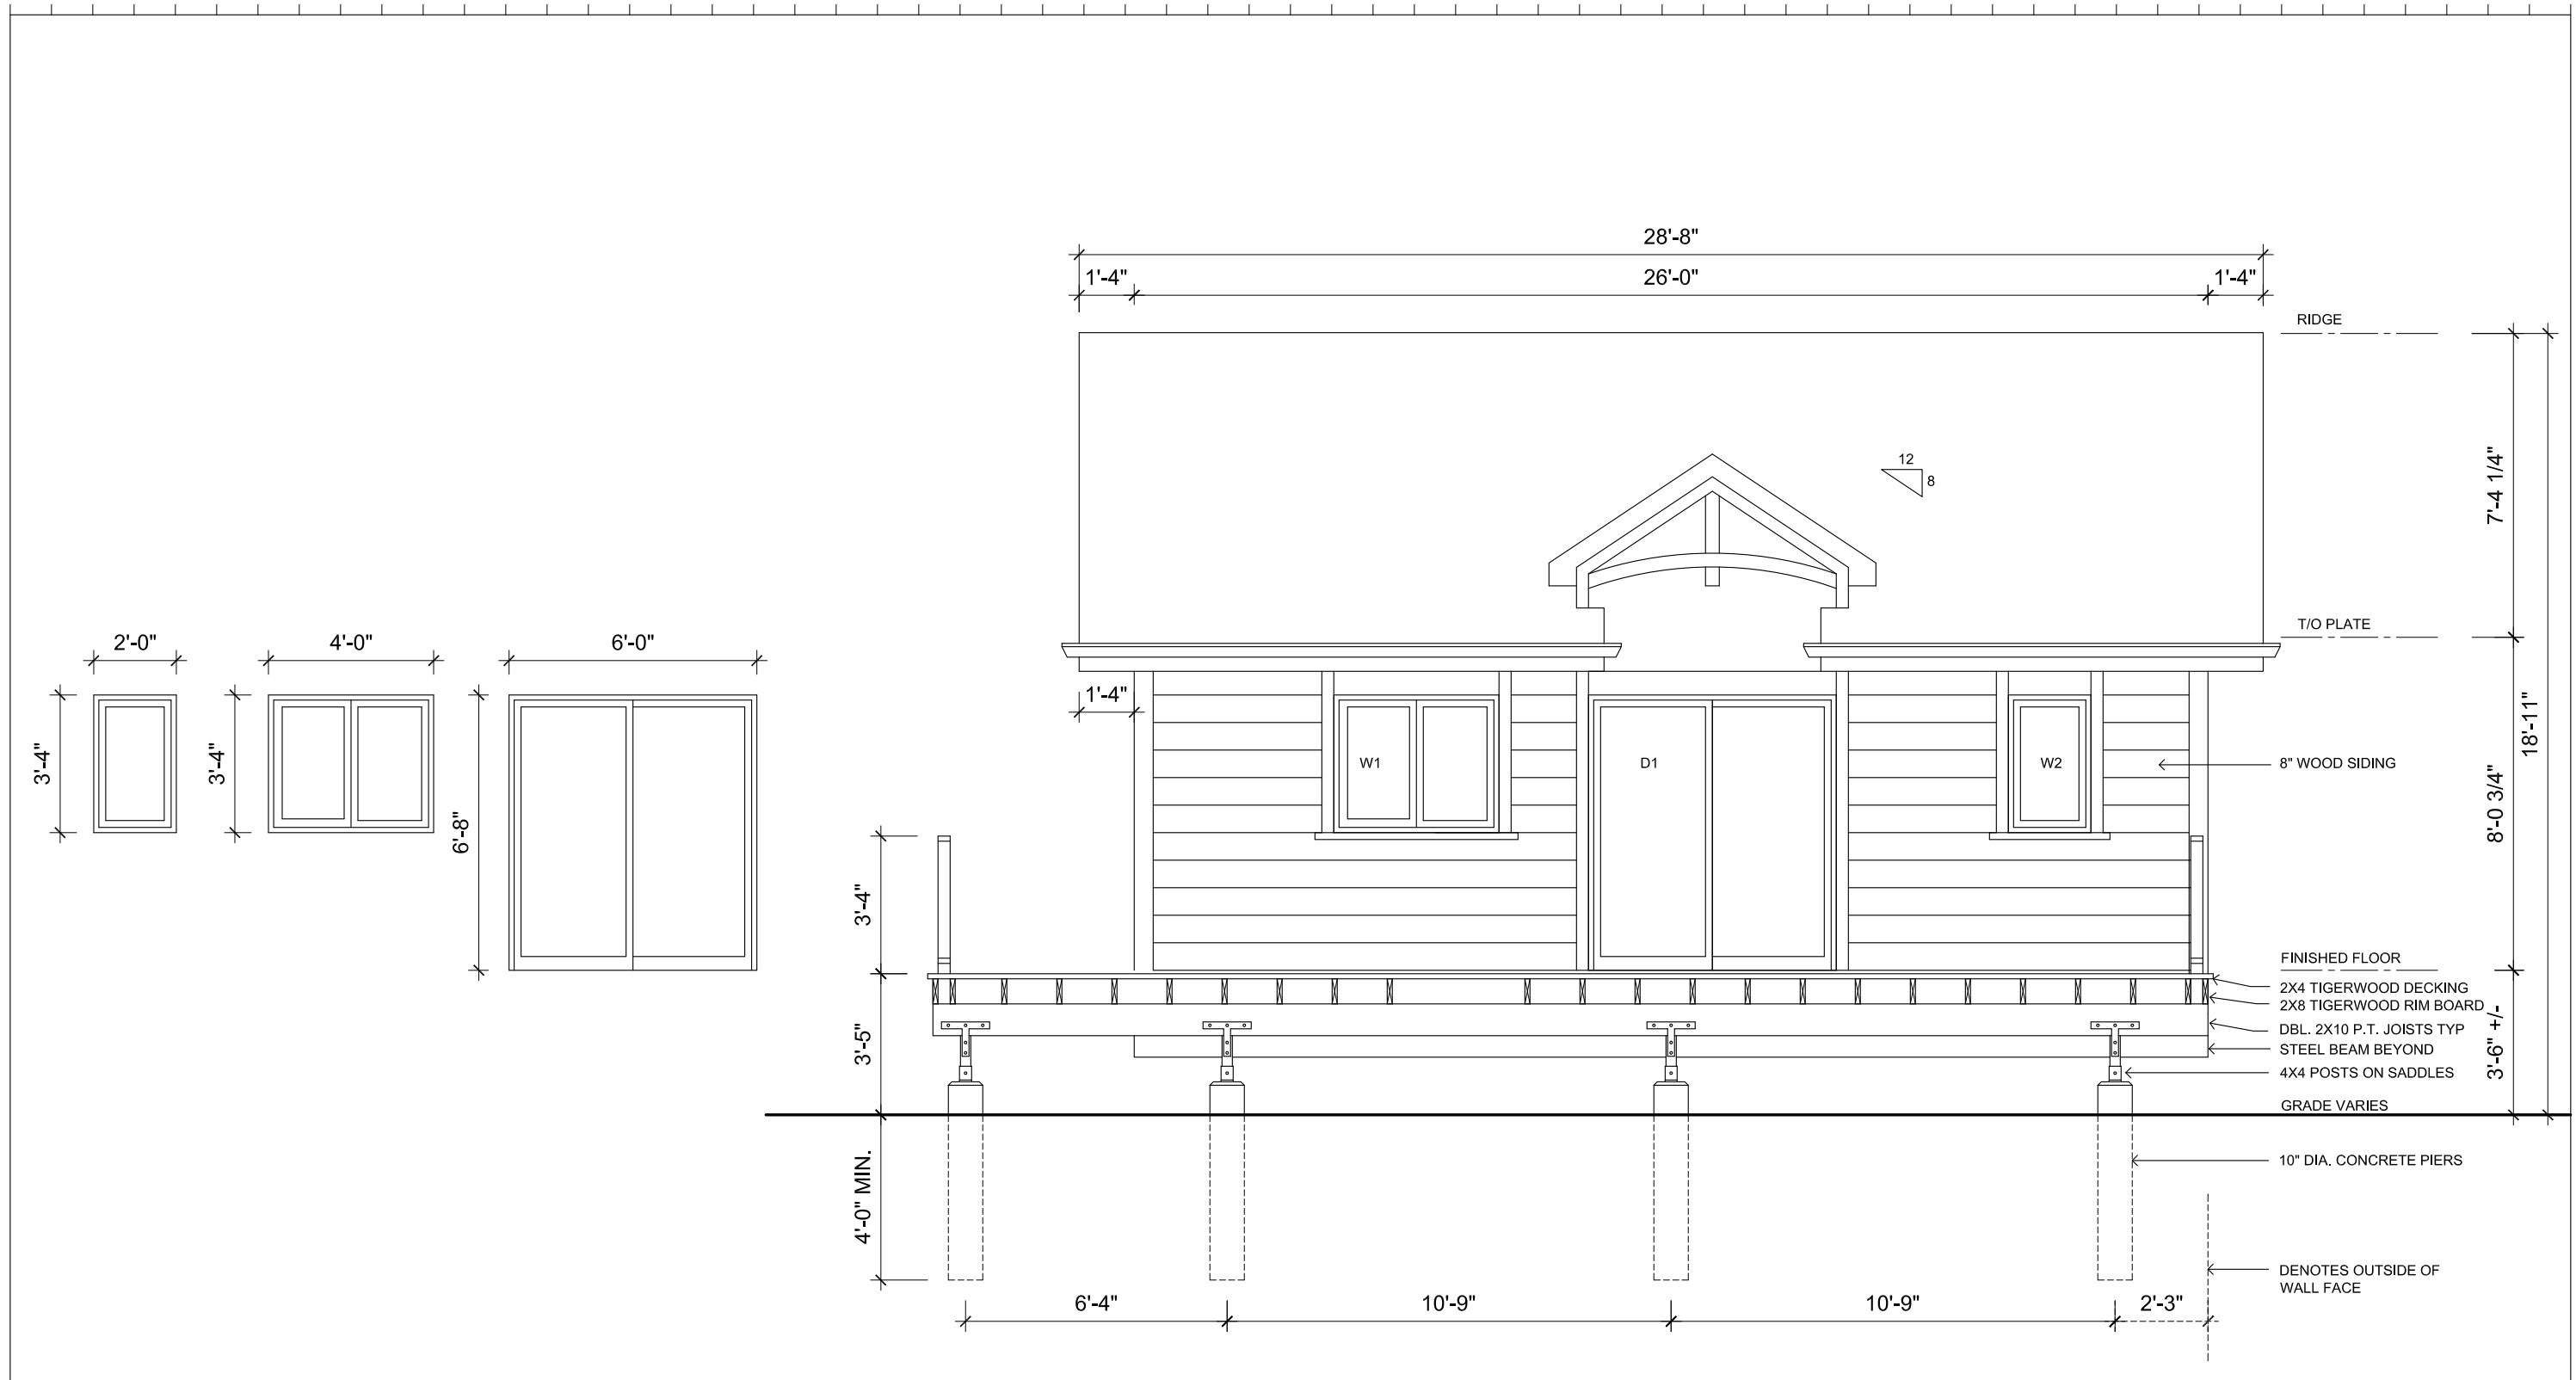 28'-8"
1'-4"
26'-0"
1'-4"
RIDGE
12
8
7'-4 1/4"
T/O PLATE
2'-0"
4'-0"
6'-0"
3'-4"
3'-4"
6'-8"
1'-4"
W1
D1
W2
8" WOOD SIDING
18'-11"
8'-0 3/4"
3'-4"
FINISHED FLOOR
2X4 TIGERWOOD DECKING
2X8 TIGERWOOD RIM BOARD
DBL. 2X10 P.T. JOISTS TYP
STEEL BEAM BEYOND
4X4 POSTS ON SADDLES
3'-5"
3'-6" +/-
GRADE VARIES
4'-0" MIN.
10" DIA. CONCRETE PIERS
DENOTES OUTSIDE OF
WALL FACE
6'-4"
10'-9"
10'-9"
2'-3"